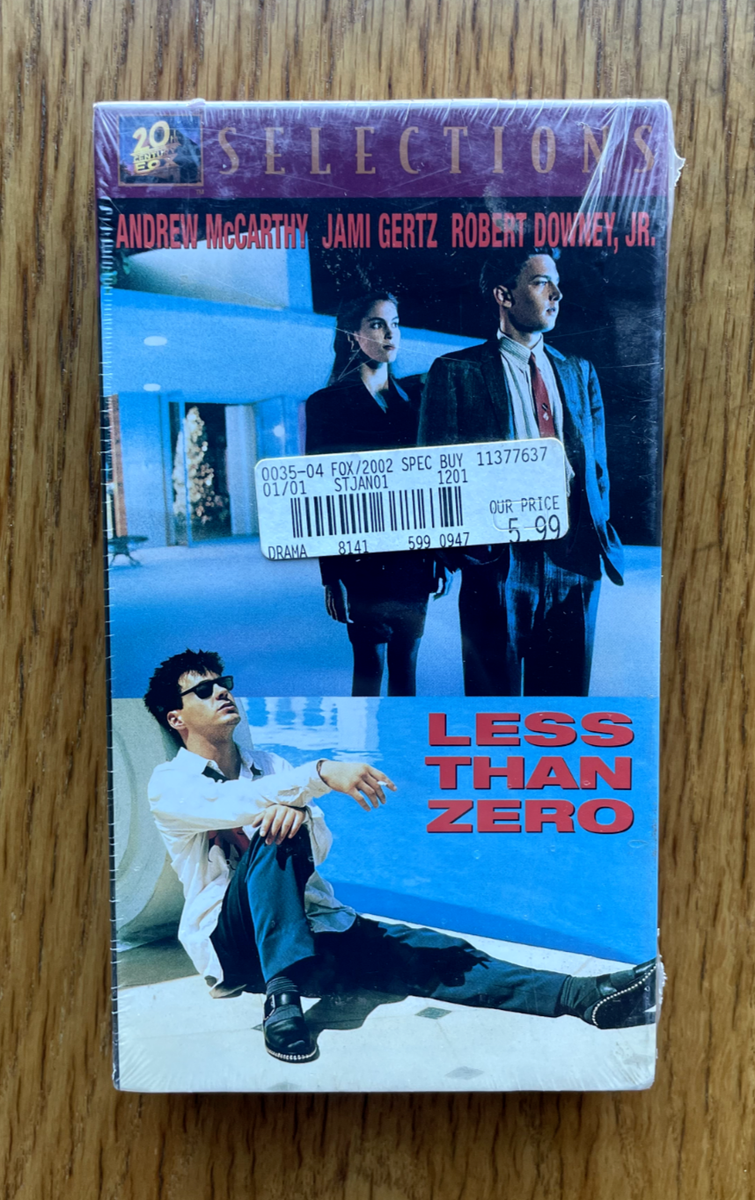 20th
CENTURY
FOX
SELECTIONS
ANDREW McCARTHY JAMI GERTZ ROBERT DOWNEY, JR.
0035-04 FOX/2002 SPEC BUY 11377637
01/01 STJAN01 1201
OUR PRICE
5.99
DRAMA 8141 599 0947
LESS
THAN
ZERO